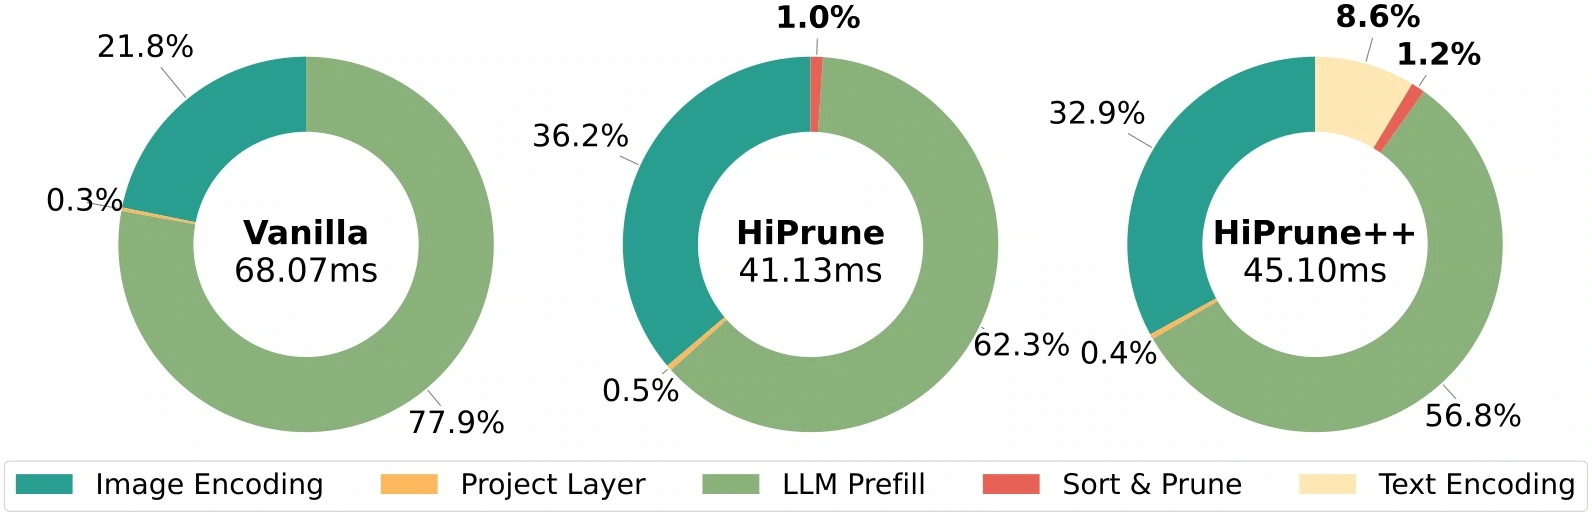 21.8%
0.3%
Vanilla
68.07ms
77.9%
1.0%
36.2%
HiPrune
41.13ms
62.3%
0.5%
8.6%
1.2%
32.9%
HiPrune++
45.10ms
0.4%
56.8%
Image Encoding Project Layer LLM Prefill Sort & Prune Text Encoding